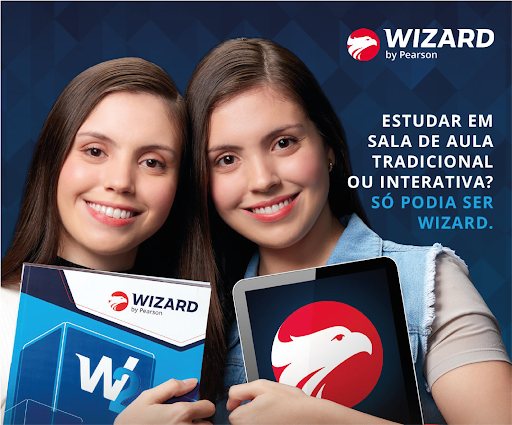 WIZARD
by Pearson
ESTUDAR EM
SALA DE AULA
TRADICIONAL
OU INTERATIVA?
SÓ PODIA SER
WIZARD.
WIZARD
by Pearson
W2